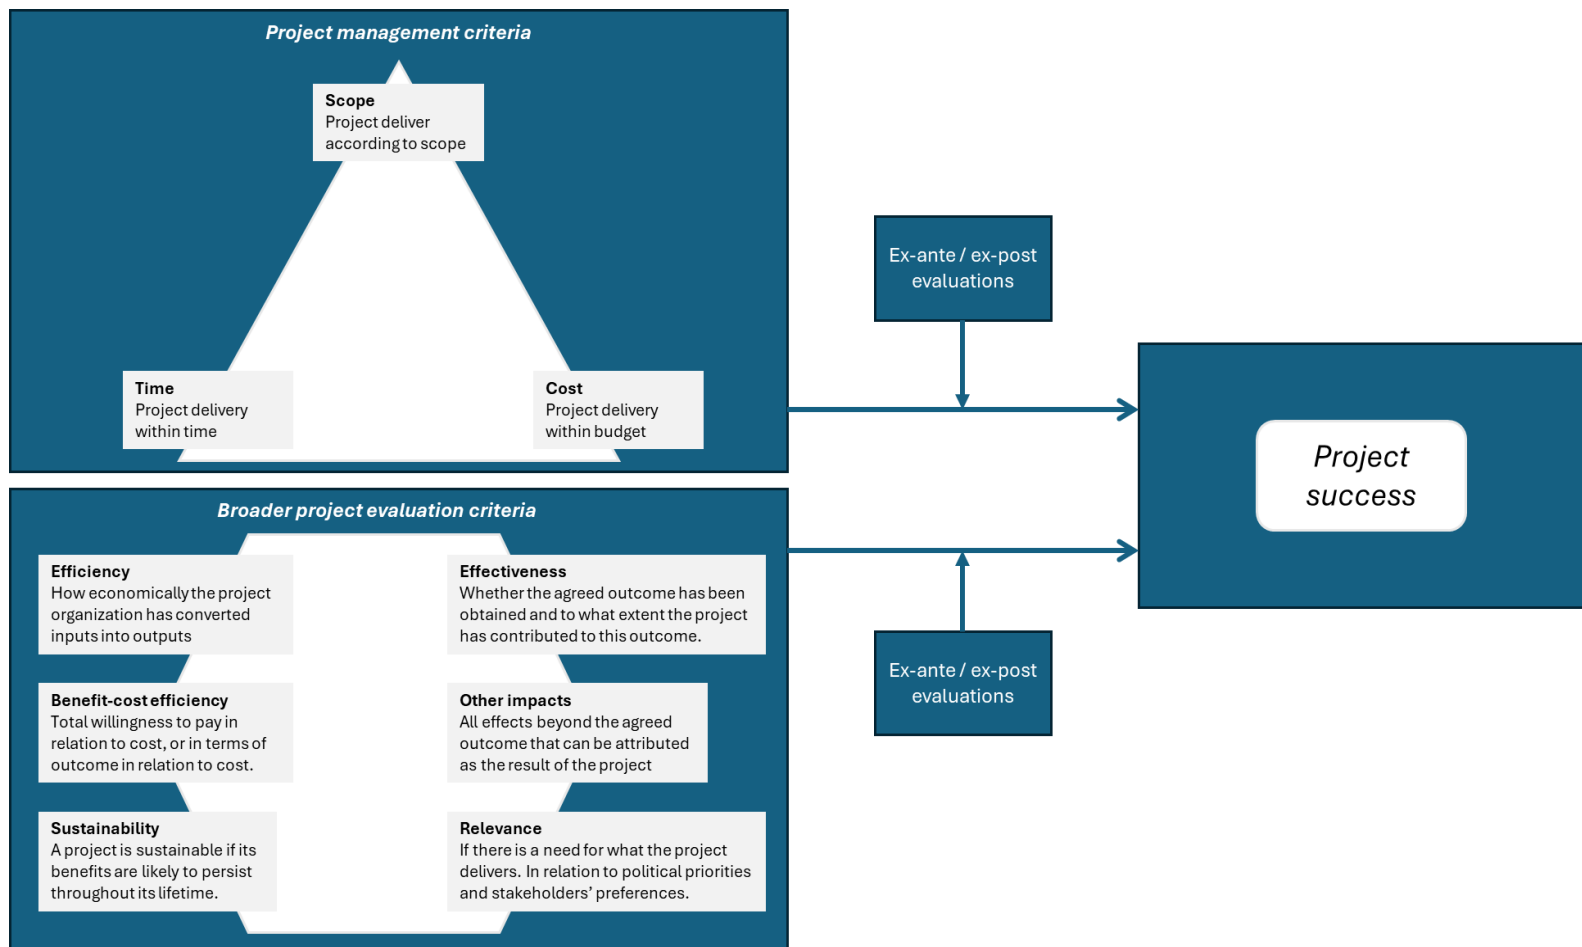 Project management criteria
Scope
Project deliver
according to scope
Time
Project delivery
within time
Cost
Project delivery
within budget
Broader project evaluation criteria
Efficiency
How economically the project
organization has converted
inputs into outputs
Effectiveness
Whether the agreed outcome has been
obtained and to what extent the project
has contributed to this outcome.
Benefit-cost efficiency
Total willingness to pay in
relation to cost, or in terms of
outcome in relation to cost.
Other impacts
All effects beyond the agreed
outcome that can be attributed
as the result of the project
Sustainability
A project is sustainable if its
benefits are likely to persist
throughout its lifetime.
Relevance
If there is a need for what the project
delivers. In relation to political priorities
and stakeholders’ preferences.
Ex-ante / ex-post
evaluations
Ex-ante / ex-post
evaluations
Project
success